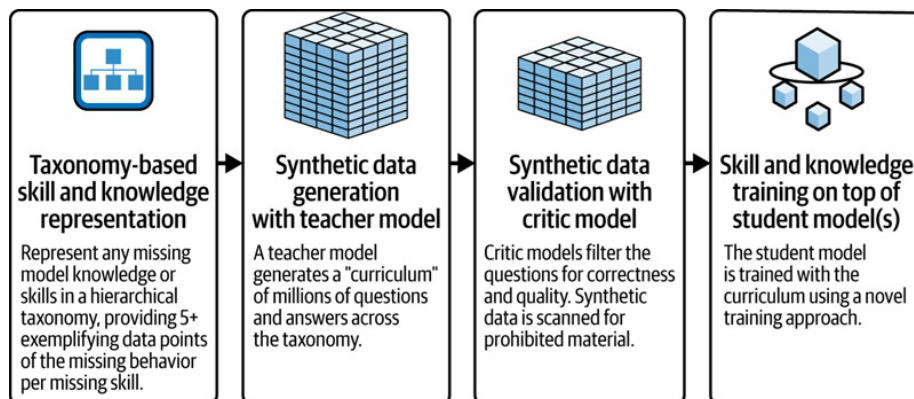 Taxonomy-based
skill and knowledge
representation
Represent any missing
model knowledge or
skills in a hierarchical
taxonomy, providing 5+
exemplifying data points
of the missing behavior
per missing skill.
Synthetic data
generation
with teacher model
A teacher model
generates a "curriculum"
of millions of questions
and answers across
the taxonomy.
Synthetic data
validation with
critic model
Critic models filter the
questions for correctness
and quality. Synthetic
data is scanned for
prohibited material.
Skill and knowledge
training on top of
student model(s)
The student model
is trained with the
curriculum using a novel
training approach.